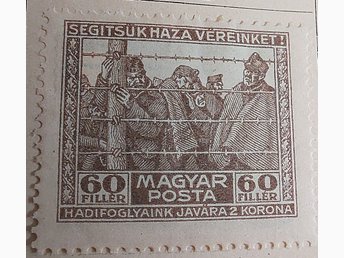 SEGITSÜK HAZA VÉREINKET!
60 MAGYAR 60
FILLÉR POSTA FILLÉR
HADIFOGLYAINK JAVÁRA 2 KORONA